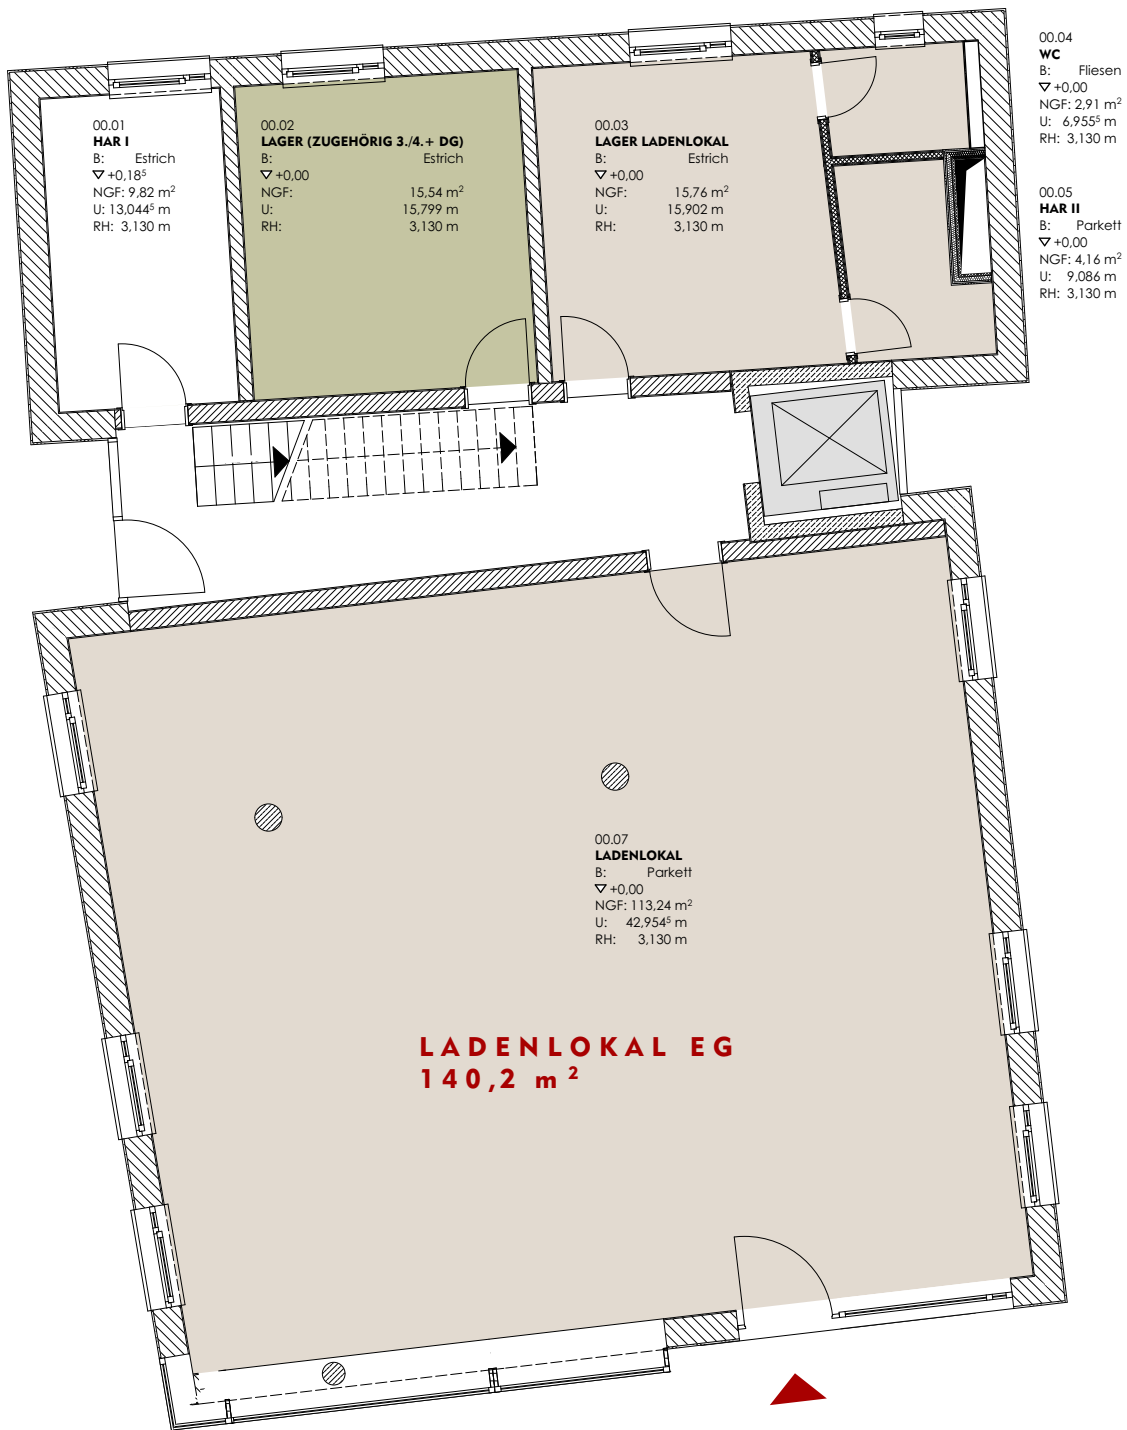 00.01
HAR I
B: Estrich
▽ +0,18⁵
NGF: 9,82 m²
U: 13,044⁵ m
RH: 3,130 m
00.02
LAGER (ZUGEHÖRIG 3./4.+ DG)
B: Estrich
▽ +0,00
NGF: 15,54 m²
U: 15,799 m
RH: 3,130 m
00.03
LAGER LADENLOKAL
B: Estrich
▽ +0,00
NGF: 15,76 m²
U: 15,902 m
RH: 3,130 m
00.04
WC
B: Fliesen
▽ +0,00
NGF: 2,91 m²
U: 6,955⁵ m
RH: 3,130 m
00.05
HAR II
B: Parkett
▽ +0,00
NGF: 4,16 m²
U: 9,086 m
RH: 3,130 m
00.07
LADENLOKAL
B: Parkett
▽ +0,00
NGF: 113,24 m²
U: 42,954⁵ m
RH: 3,130 m
LADENLOKAL EG
140,2 m²